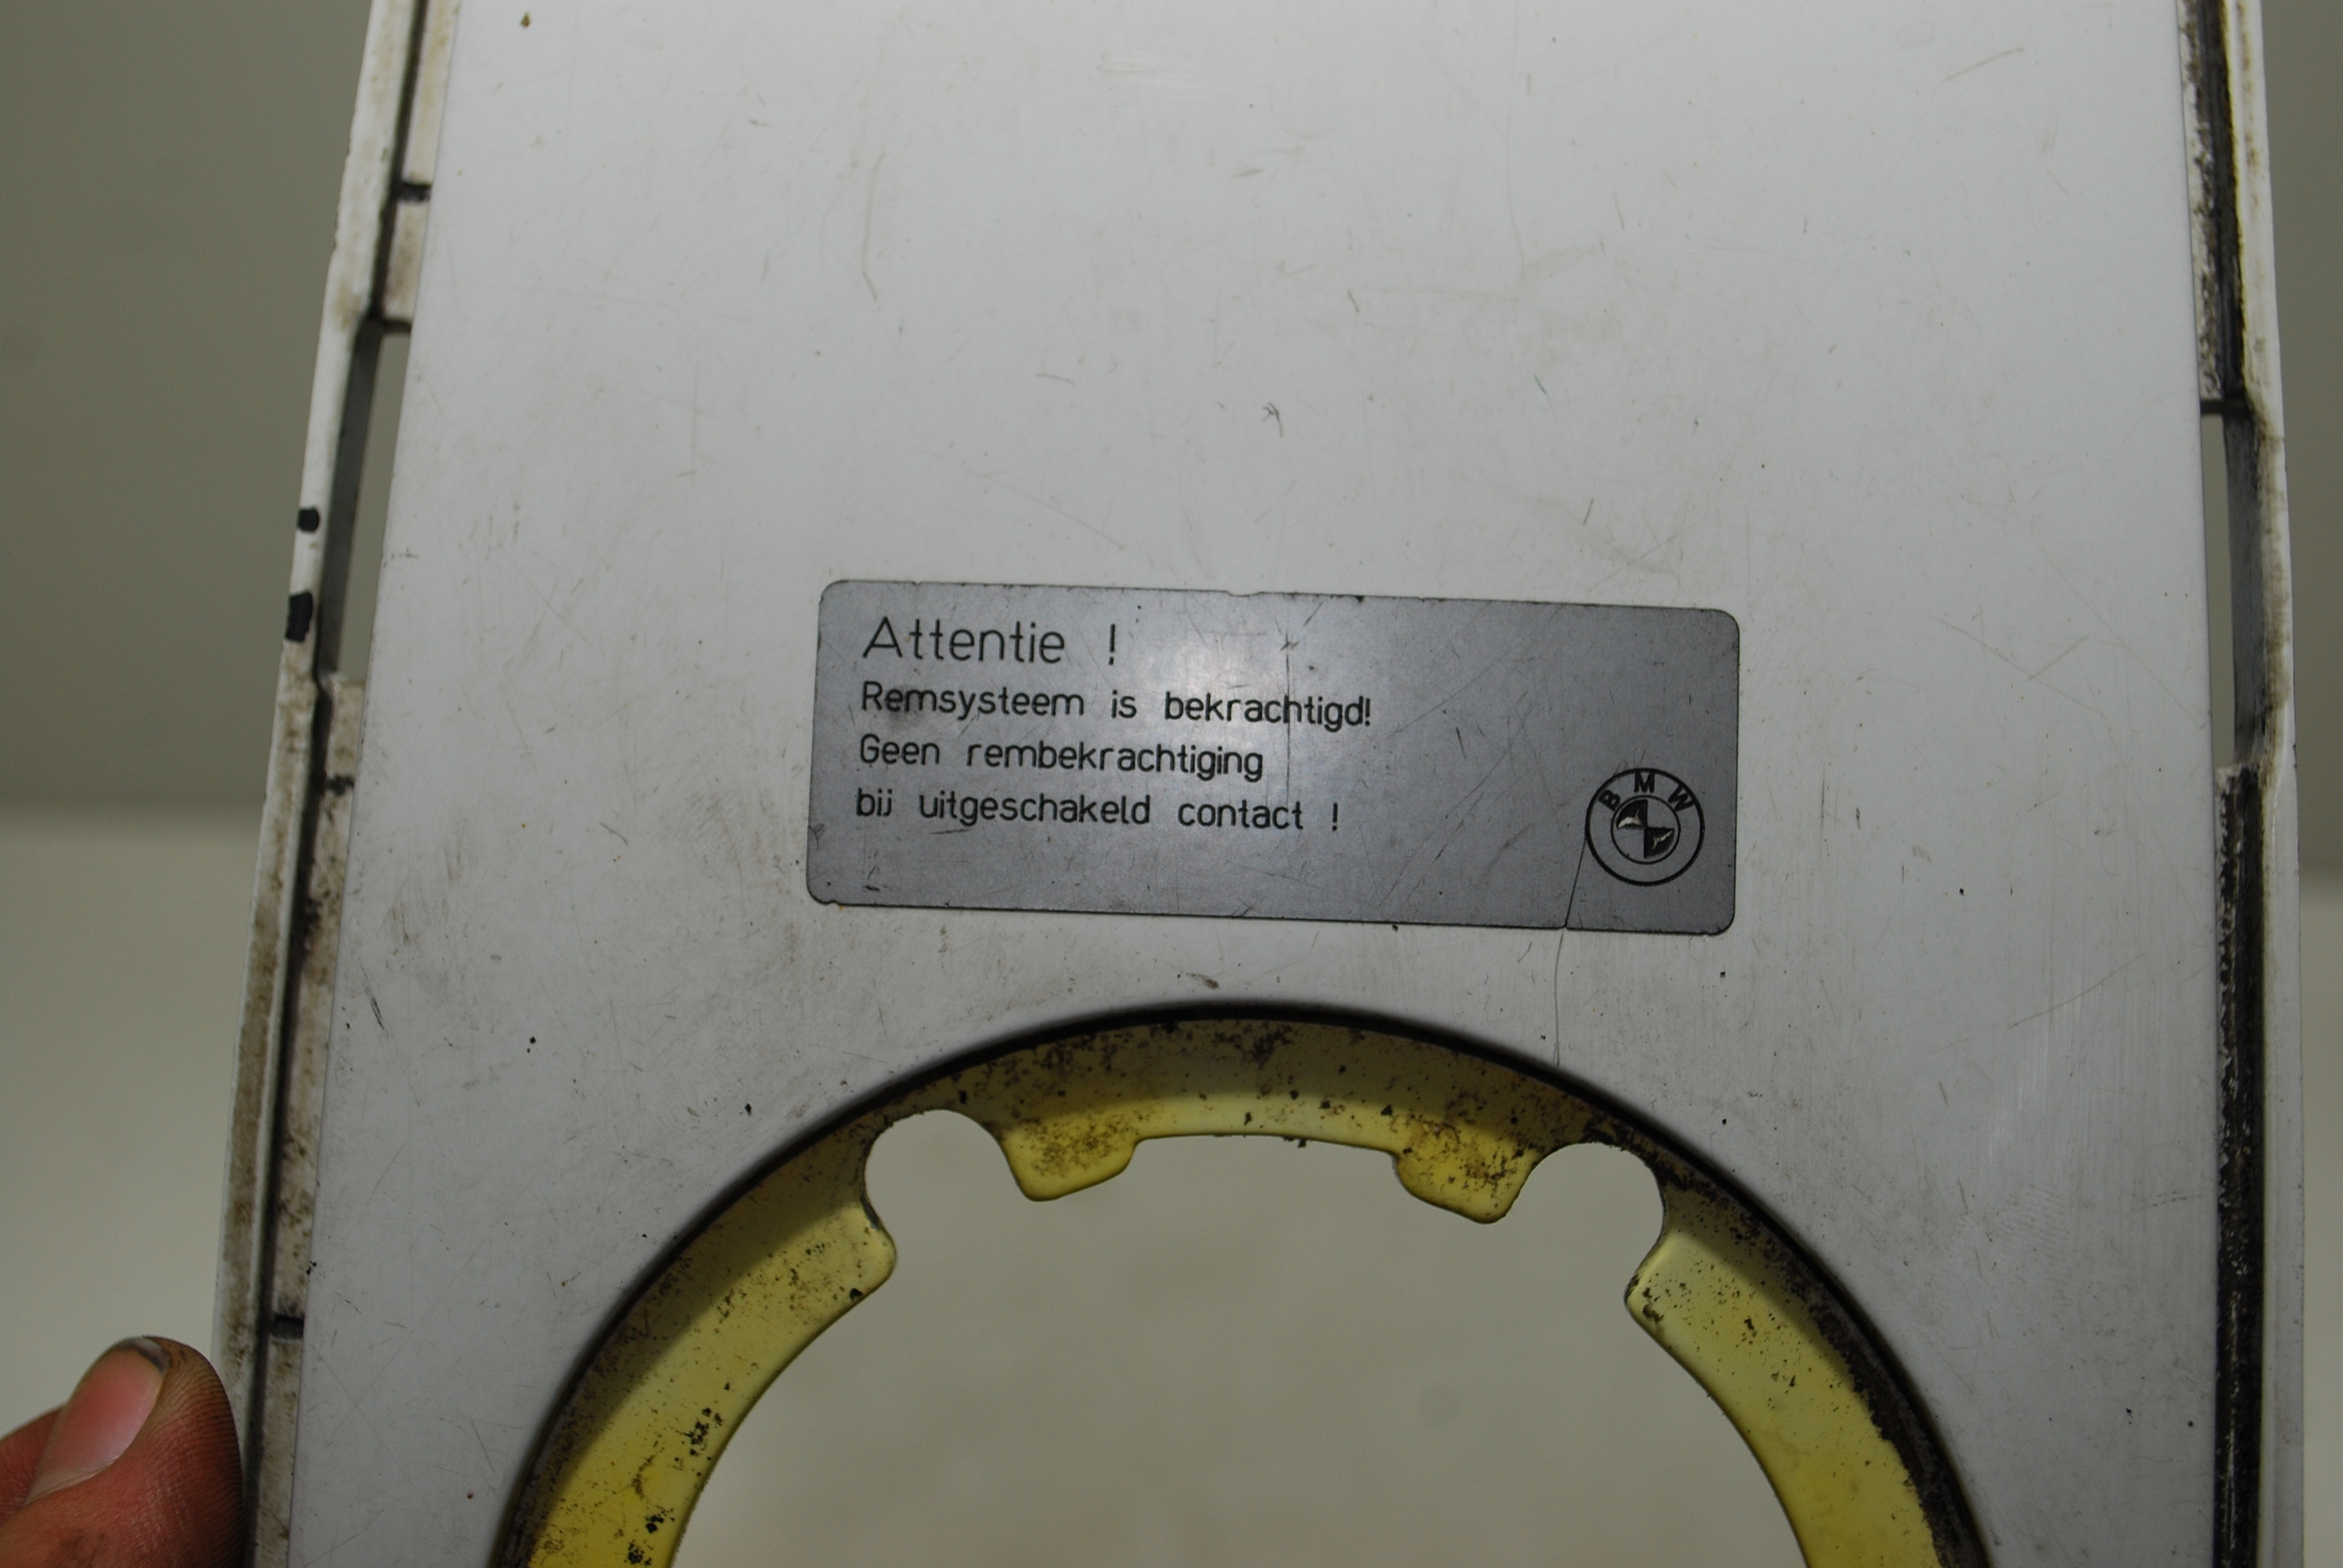 Attentie !
Remsysteem is bekrachtigd!
Geen rembekrachtiging
bij uitgeschakeld contact !
BMW